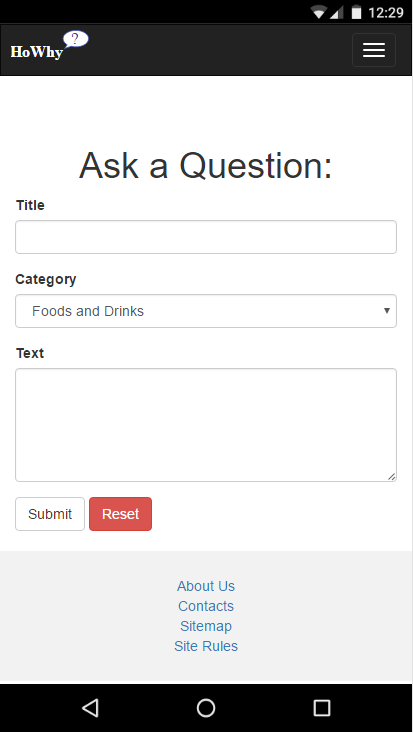 12:29
HoWhy ?
Ask a Question:
Title
Category
Foods and Drinks
Text
Submit Reset
About Us
Contacts
Sitemap
Site Rules